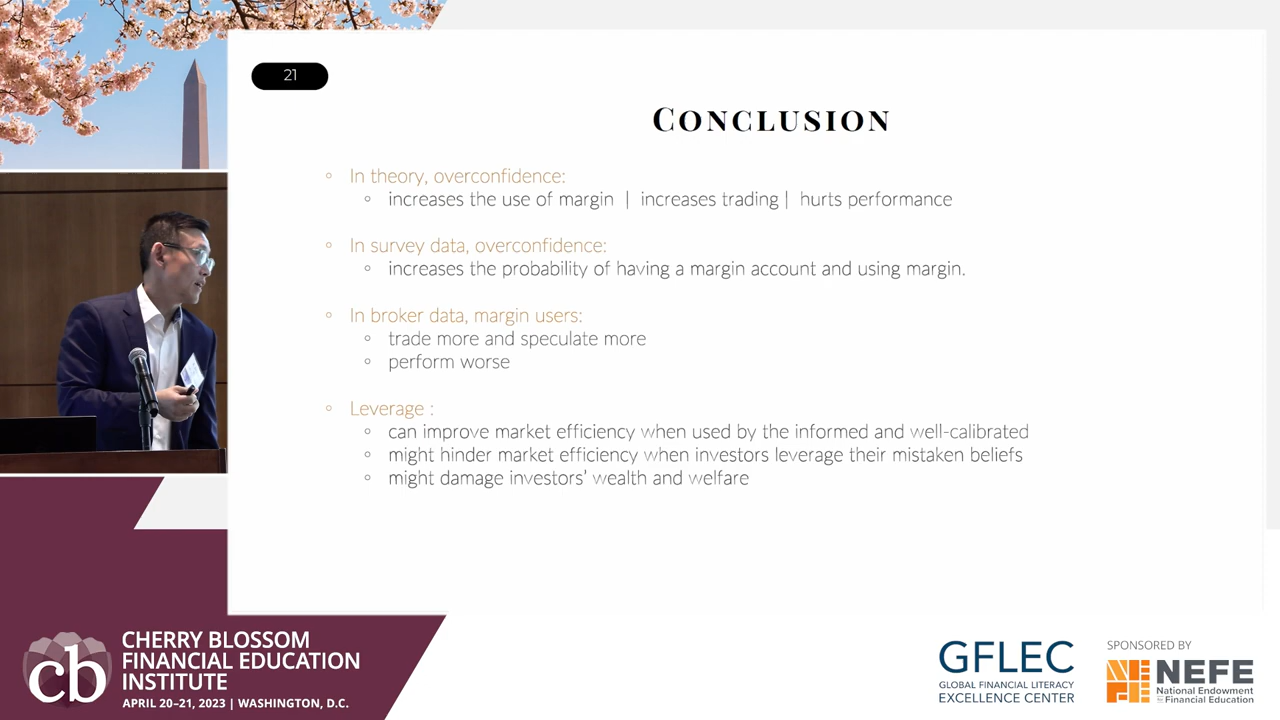 21
CONCLUSION
◦ In theory, overconfidence:
◦ increases the use of margin | increases trading | hurts performance
◦ In survey data, overconfidence:
◦ increases the probability of having a margin account and using margin.
◦ In broker data, margin users:
◦ trade more and speculate more
◦ perform worse
◦ Leverage :
◦ can improve market efficiency when used by the informed and well-calibrated
◦ might hinder market efficiency when investors leverage their mistaken beliefs
◦ might damage investors' wealth and welfare
cb
CHERRY BLOSSOM
FINANCIAL EDUCATION
INSTITUTE
APRIL 20–21, 2023 | WASHINGTON, D.C.
GFLEC
GLOBAL FINANCIAL LITERACY
EXCELLENCE CENTER
SPONSORED BY
NEFE
National Endowment
for Financial Education